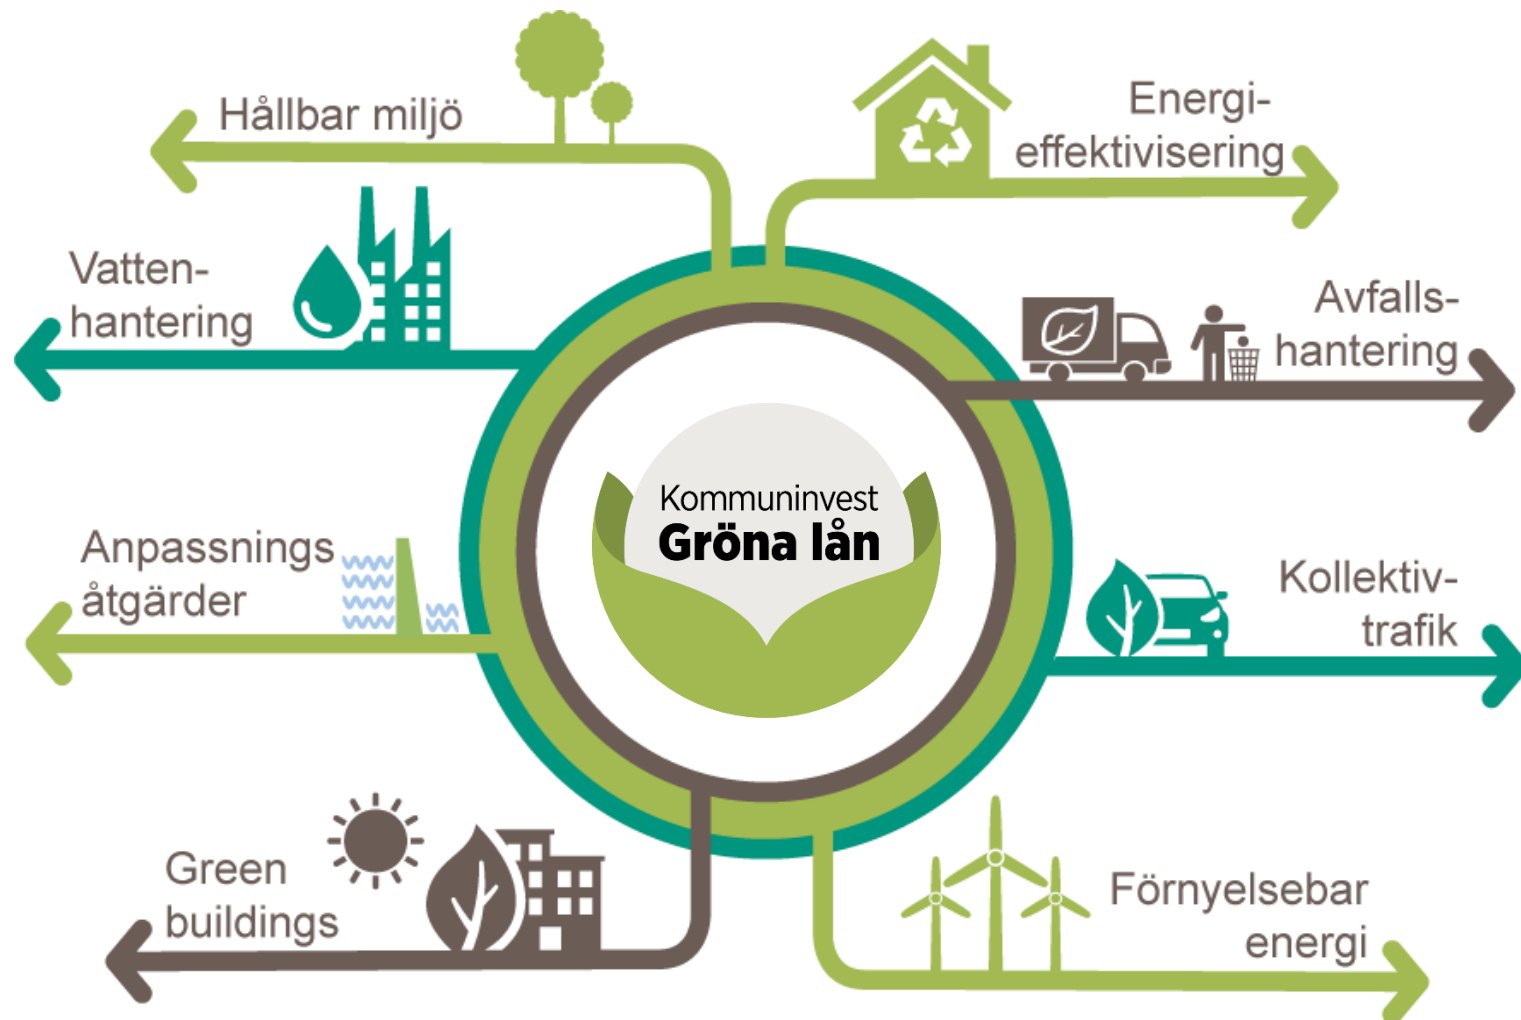 Hållbar miljö
Energi-
effektivisering
Vatten-
hantering
Avfalls-
hantering
Kommuninvest
Gröna lån
Anpassnings
åtgärder
Kollektiv-
trafik
Green
buildings
Förnyelsebar
energi